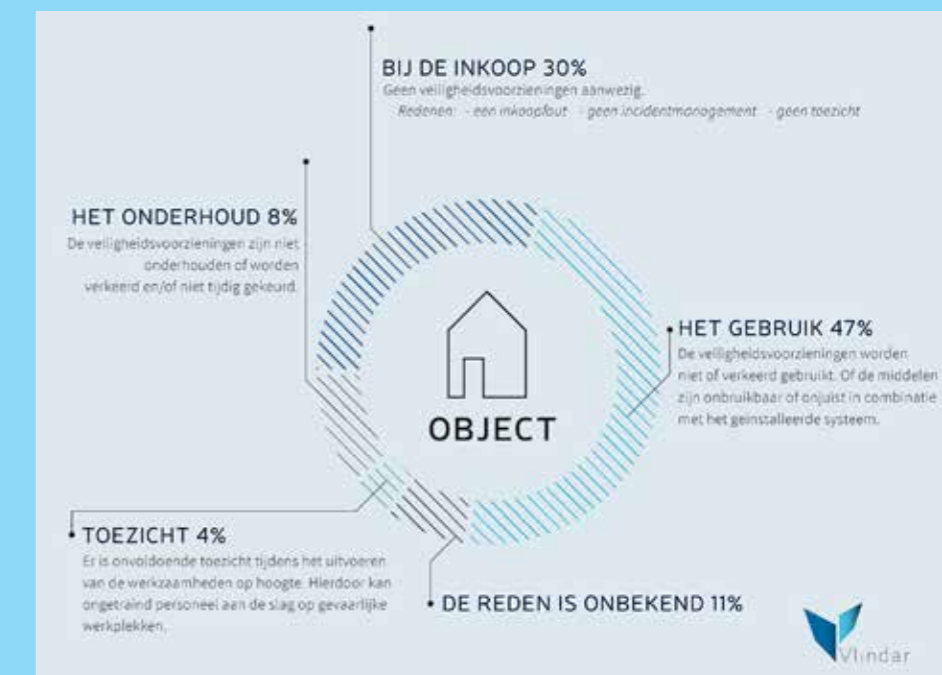 BIJ DE INKOOP 30%
Geen veiligheidsvoorzieningen aanwezig.
Redenen: - een inkoopfout - geen incidentmanagement - geen toezicht
HET ONDERHOUD 8%
De veiligheidsvoorzieningen zijn niet
onderhouden of worden
verkeerd en/of niet tijdig gekeurd.
HET GEBRUIK 47%
De veiligheidsvoorzieningen worden
niet of verkeerd gebruikt. Of de middelen
zijn onbruikbaar of onjuist in combinatie
met het geinstalleerde systeem.
OBJECT
TOEZICHT 4%
Er is onvoldoende toezicht tijdens het uitvoeren
van de werkzaamheden op hoogte. Hierdoor kan
ongetraind personeel aan de slag op gevaarlijke
werkplekken.
DE REDEN IS ONBEKEND 11%
Vlindar